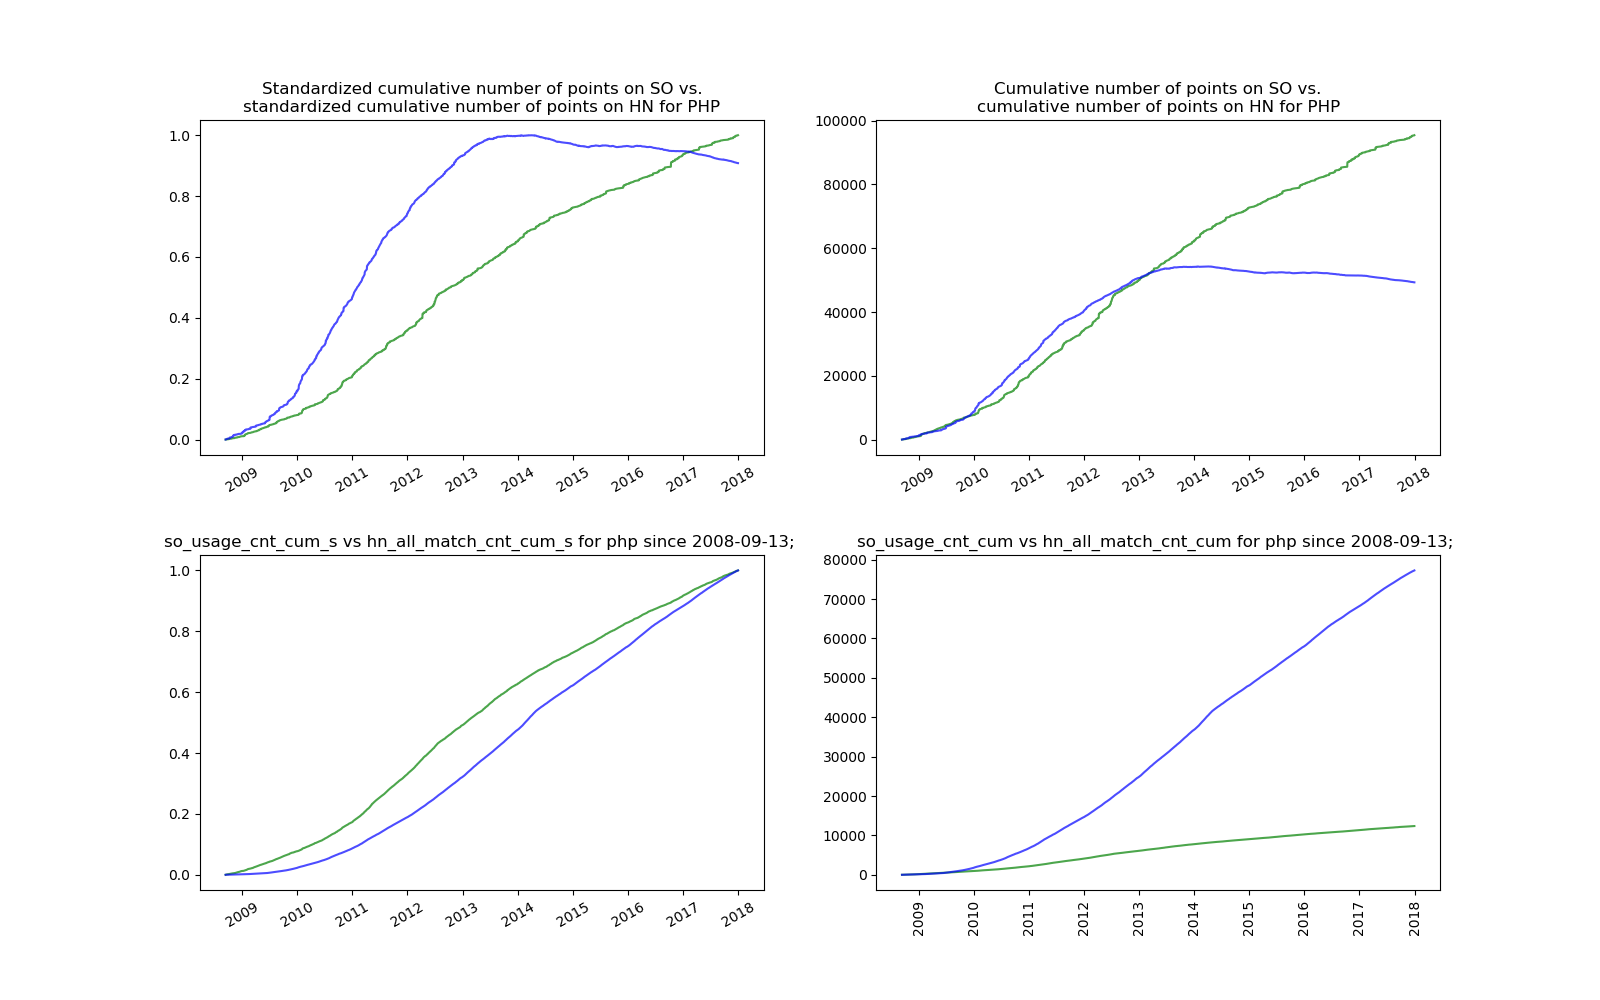 Standardized cumulative number of points on SO vs.
standardized cumulative number of points on HN for PHP
1.0
0.8
0.6
0.4
0.2
0.0
2009 2010 2011 2012 2013 2014 2015 2016 2017 2018
Cumulative number of points on SO vs.
cumulative number of points on HN for PHP
100000
80000
60000
40000
20000
0
2009 2010 2011 2012 2013 2014 2015 2016 2017 2018
so_usage_cnt_cum_s vs hn_all_match_cnt_cum_s for php since 2008-09-13;
1.0
0.8
0.6
0.4
0.2
0.0
2009 2010 2011 2012 2013 2014 2015 2016 2017 2018
so_usage_cnt_cum vs hn_all_match_cnt_cum for php since 2008-09-13;
80000
70000
60000
50000
40000
30000
20000
10000
0
2009 2010 2011 2012 2013 2014 2015 2016 2017 2018